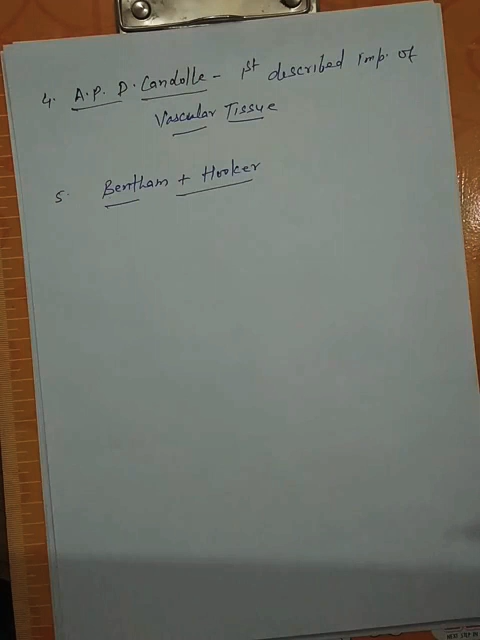 4. A.P. D. Candolle - 1st described imp. of
Vascular Tissue
5. Bentham + Hooker